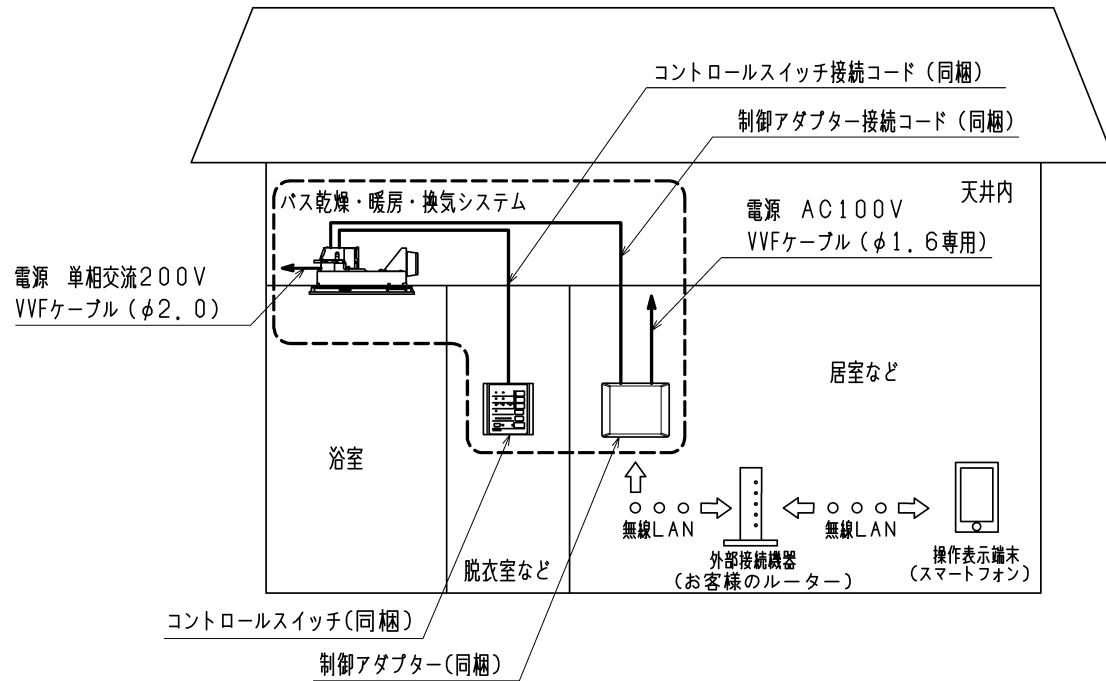 コントロールスイッチ接続コード（同梱）
制御アダプター接続コード（同梱）
天井内
バス乾燥・暖房・換気システム
電源　AC100V
VVFケーブル（φ1.6専用）
電源　単相交流200V
VVFケーブル（φ2.0）
居室など
浴室
無線LAN
無線LAN
脱衣室など
外部接続機器
（お客様のルーター）
操作表示端末
（スマートフォン）
コントロールスイッチ(同梱)
制御アダプター(同梱)